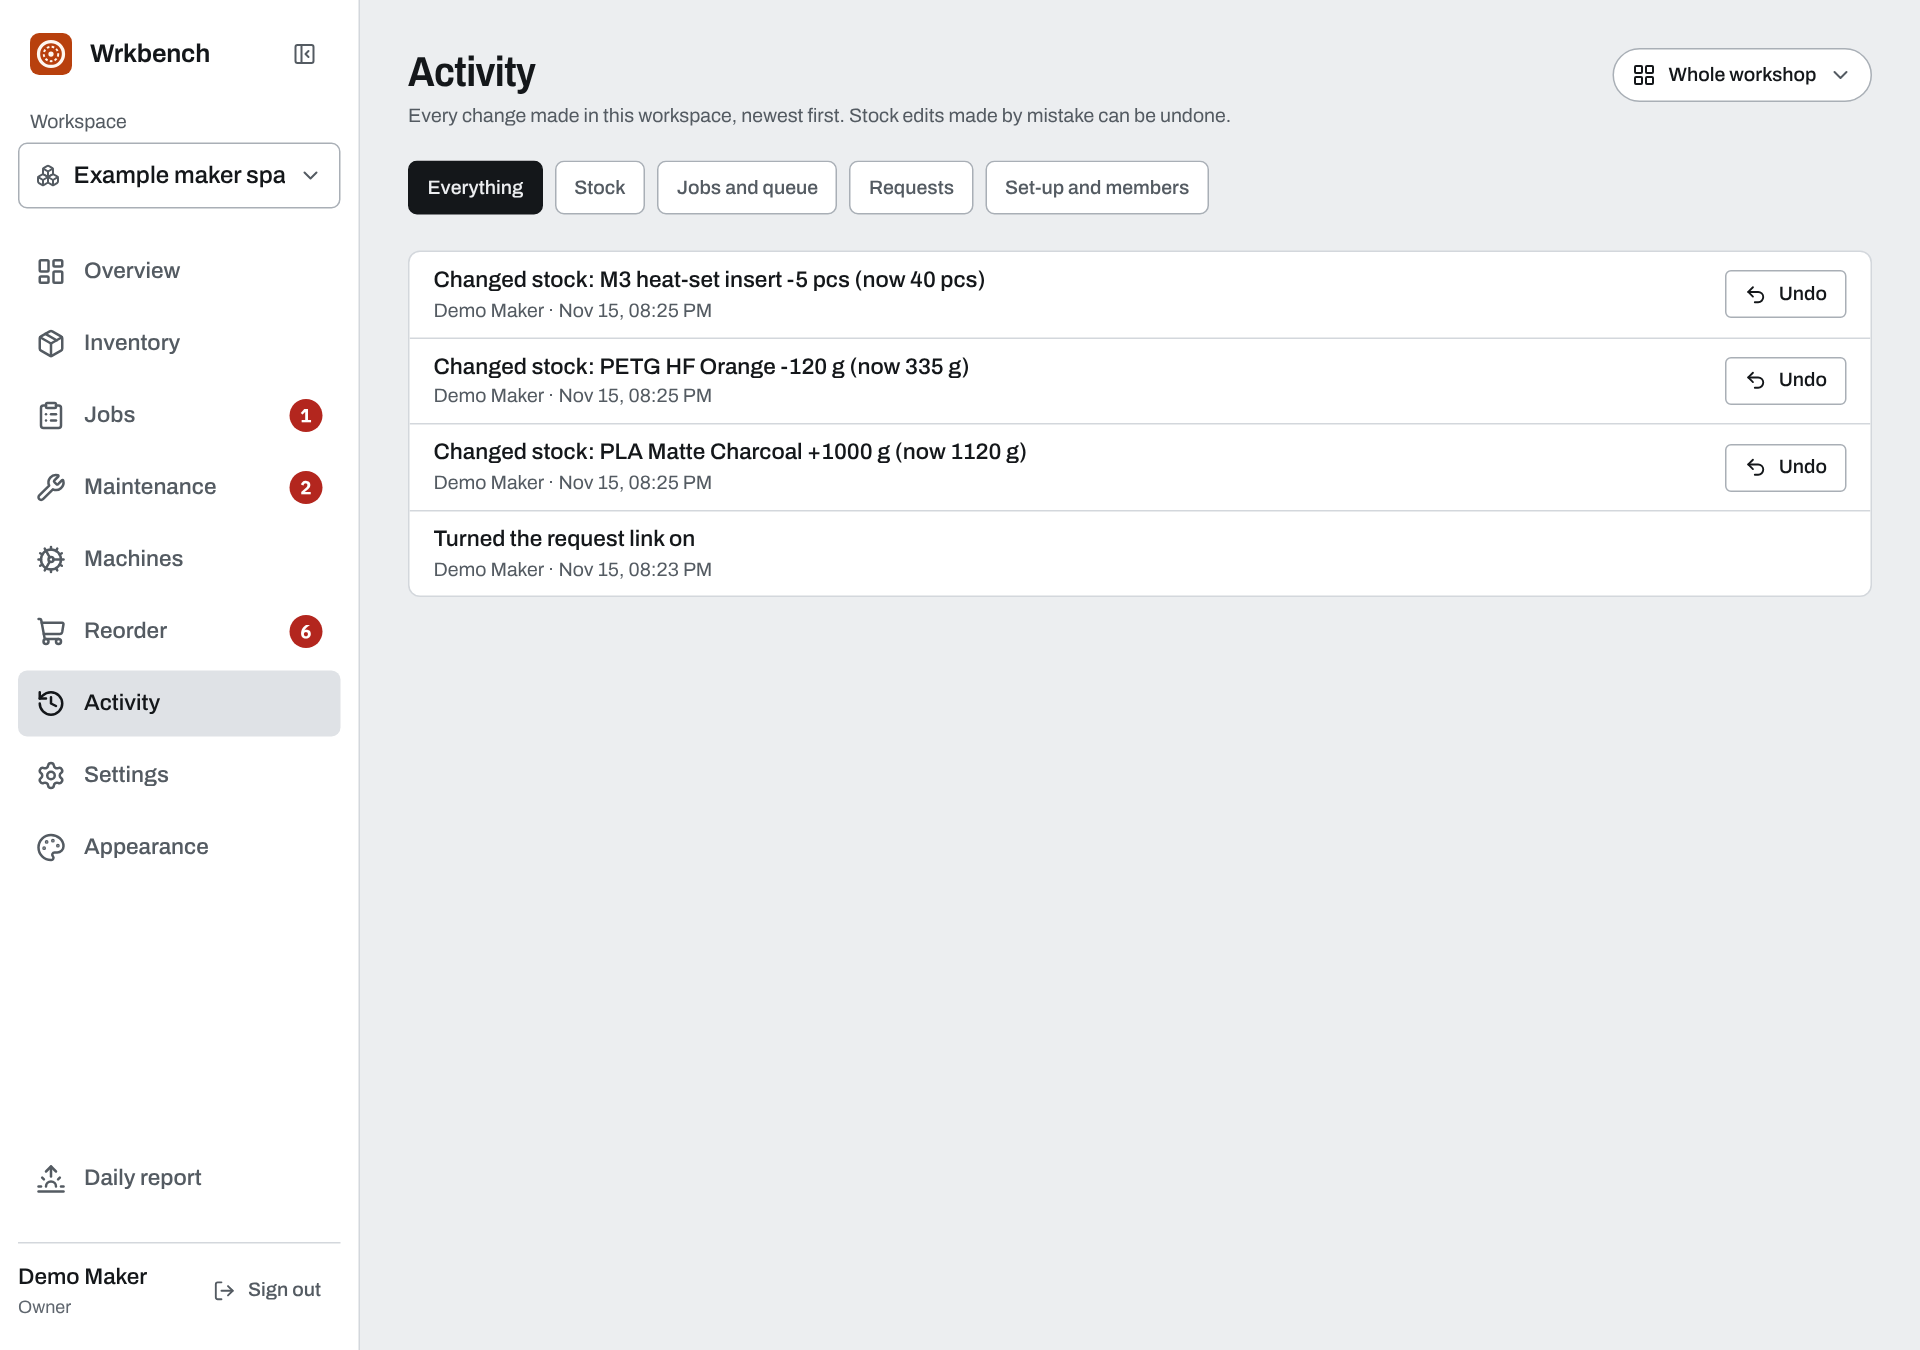 Wrkbench
Workspace
Example maker spa
Overview
Inventory
Jobs 1
Maintenance 2
Machines
Reorder 6
Activity
Settings
Appearance
Daily report
Demo Maker
Owner
Sign out
Activity
Every change made in this workspace, newest first. Stock edits made by mistake can be undone.
Whole workshop
Everything Stock Jobs and queue Requests Set-up and members
Changed stock: M3 heat-set insert -5 pcs (now 40 pcs)
Demo Maker · Nov 15, 08:25 PM
Undo
Changed stock: PETG HF Orange -120 g (now 335 g)
Demo Maker · Nov 15, 08:25 PM
Undo
Changed stock: PLA Matte Charcoal +1000 g (now 1120 g)
Demo Maker · Nov 15, 08:25 PM
Undo
Turned the request link on
Demo Maker · Nov 15, 08:23 PM